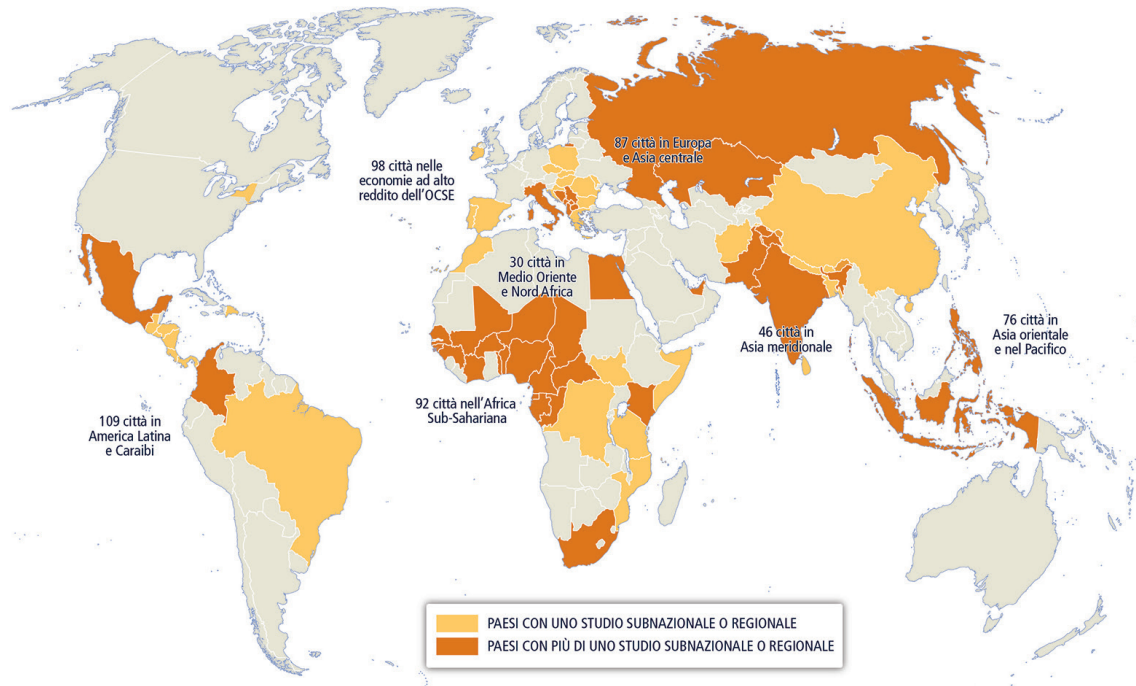 87 città in Europa
e Asia centrale
98 città nelle
economie ad alto
reddito dell'OCSE
30 città in
Medio Oriente
e Nord Africa
46 città in
Asia meridionale
76 città in
Asia orientale
e nel Pacifico
92 città nell'Africa
Sub-Sahariana
109 città in
America Latina
e Caraibi
PAESI CON UNO STUDIO SUBNAZIONALE O REGIONALE
PAESI CON PIÙ DI UNO STUDIO SUBNAZIONALE O REGIONALE